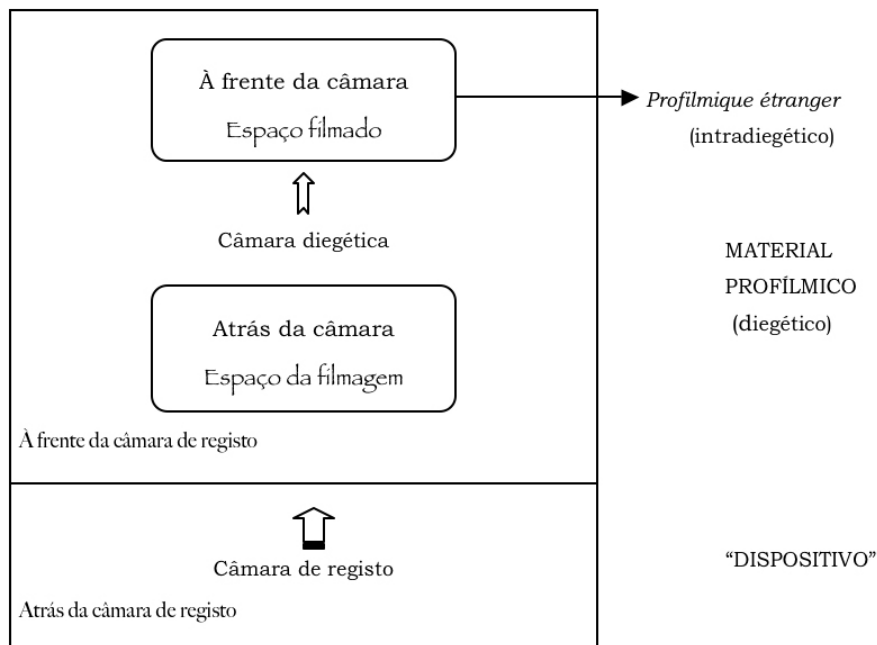 À frente da câmara
Espaço filmado
Profilmique étranger
(intradiegético)
Câmara diegética
MATERIAL
PROFÍLMICO
(diegético)
Atrás da câmara
Espaço da filmagem
À frente da câmara de registo
Câmara de registo
"DISPOSITIVO"
Atrás da câmara de registo